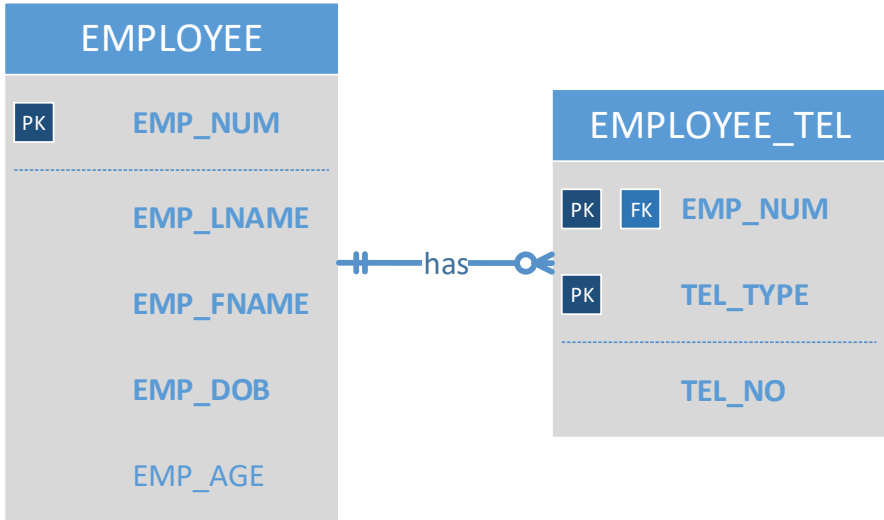 EMPLOYEE
PK EMP_NUM
EMP_LNAME
EMP_FNAME
EMP_DOB
EMP_AGE
has
EMPLOYEE_TEL
PK FK EMP_NUM
PK TEL_TYPE
TEL_NO